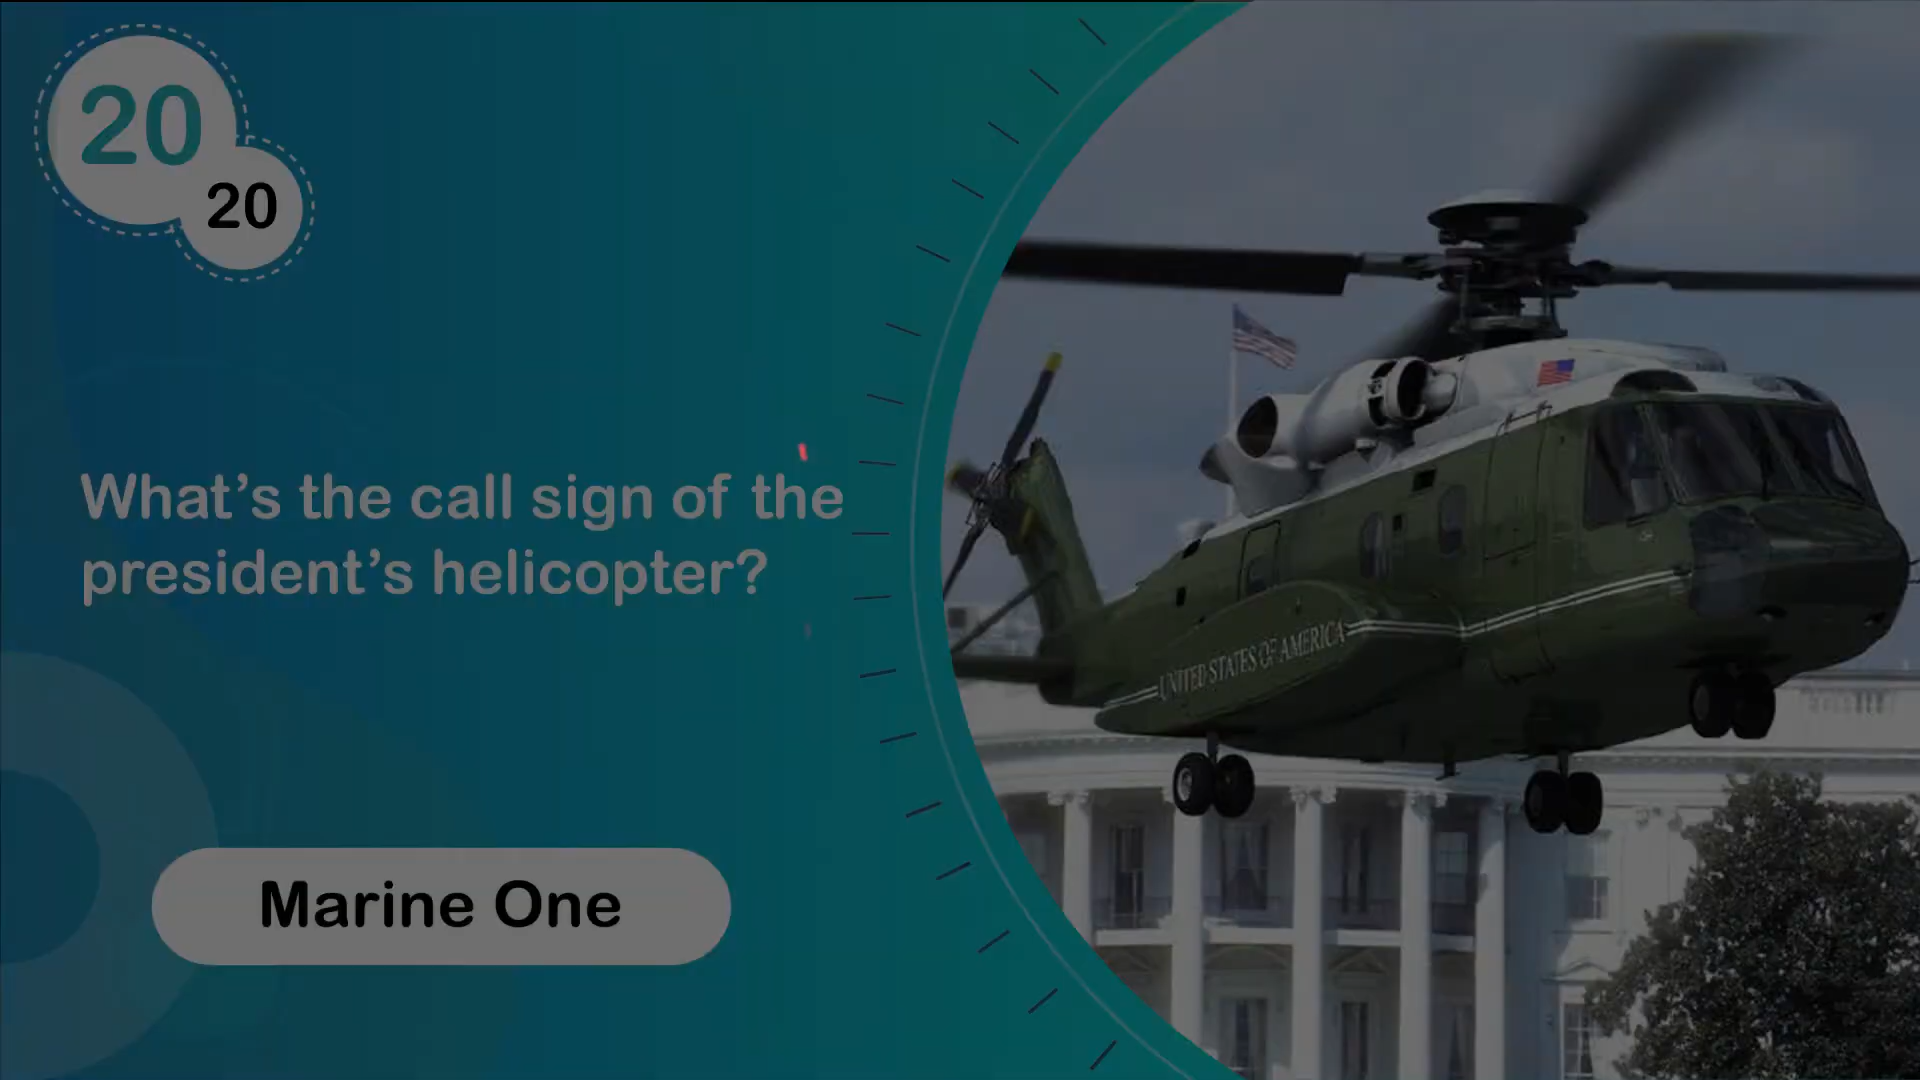 20
20
What’s the call sign of the
president’s helicopter?
UNITED STATES OF AMERICA
Marine One